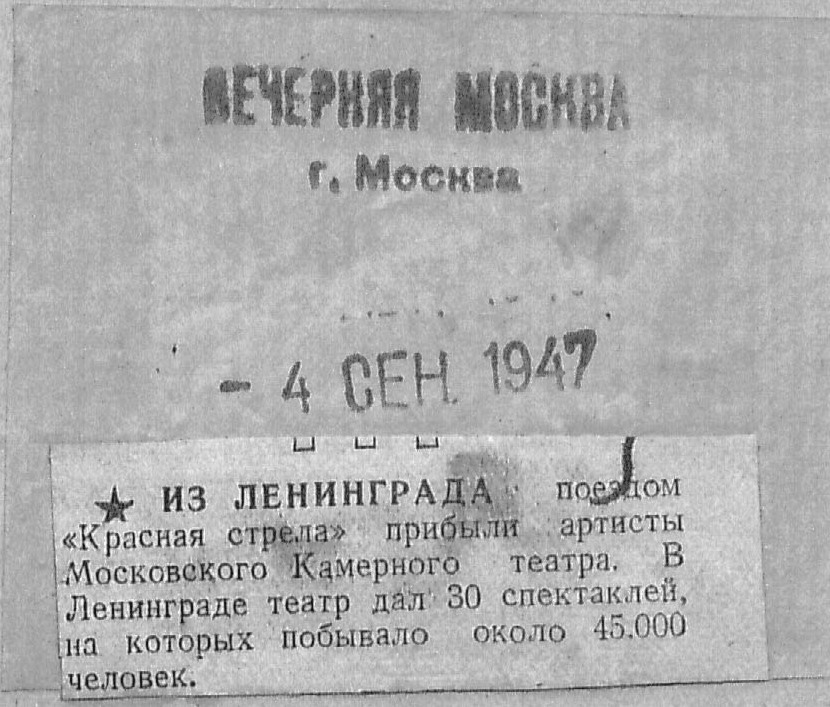 ВЕЧЕРНЯЯ МОСКВА
г. Москва
- 4 СЕН. 1947
★ ИЗ ЛЕНИНГРАДА поездом
«Красная стрела» прибыли артисты
Московского Камерного театра. В
Ленинграде театр дал 30 спектаклей,
на которых побывало около 45.000
человек.